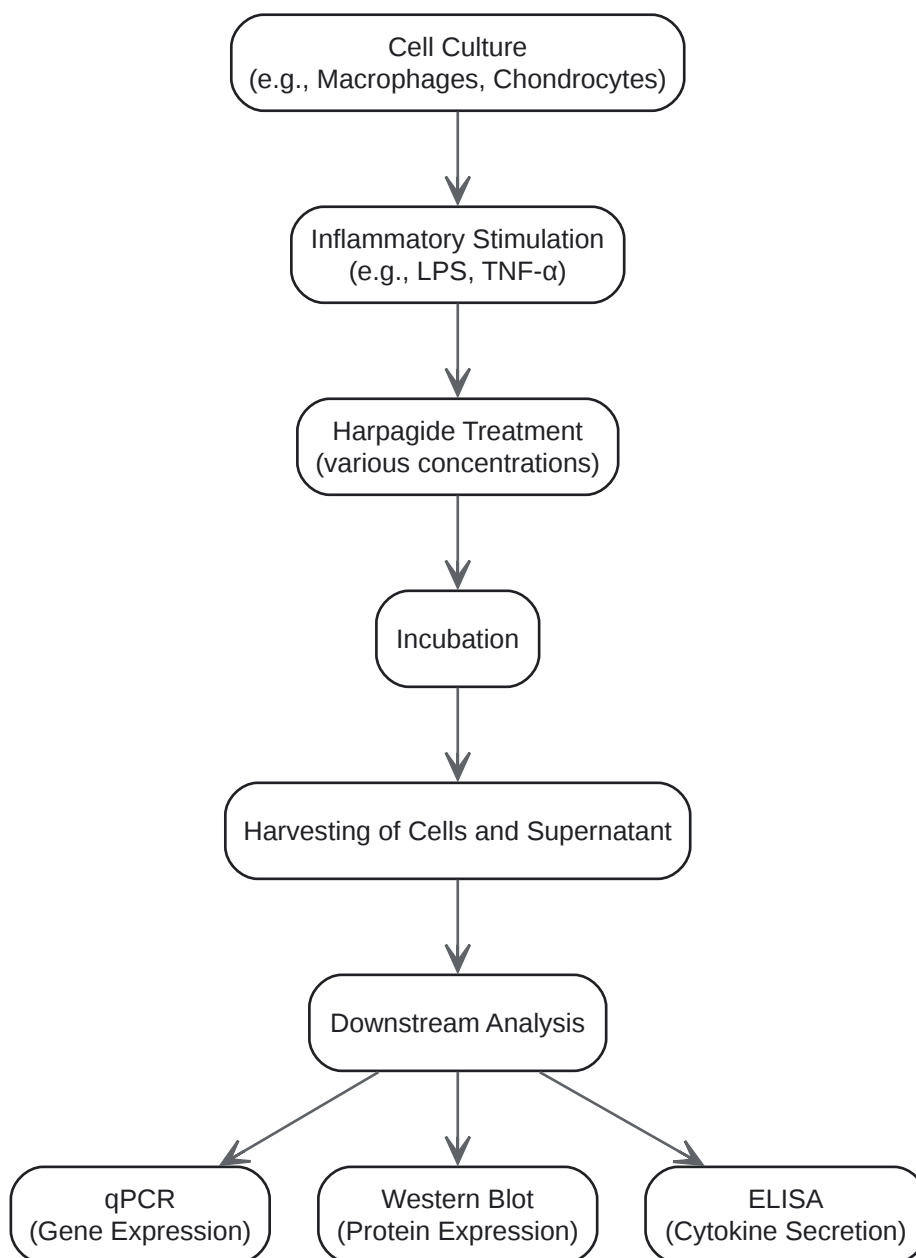 Cell Culture
(e.g., Macrophages, Chondrocytes)
Inflammatory Stimulation
(e.g., LPS, TNF-α)
Harpagide Treatment
(various concentrations)
Incubation
Harvesting of Cells and Supernatant
Downstream Analysis
qPCR
(Gene Expression)
Western Blot
(Protein Expression)
ELISA
(Cytokine Secretion)